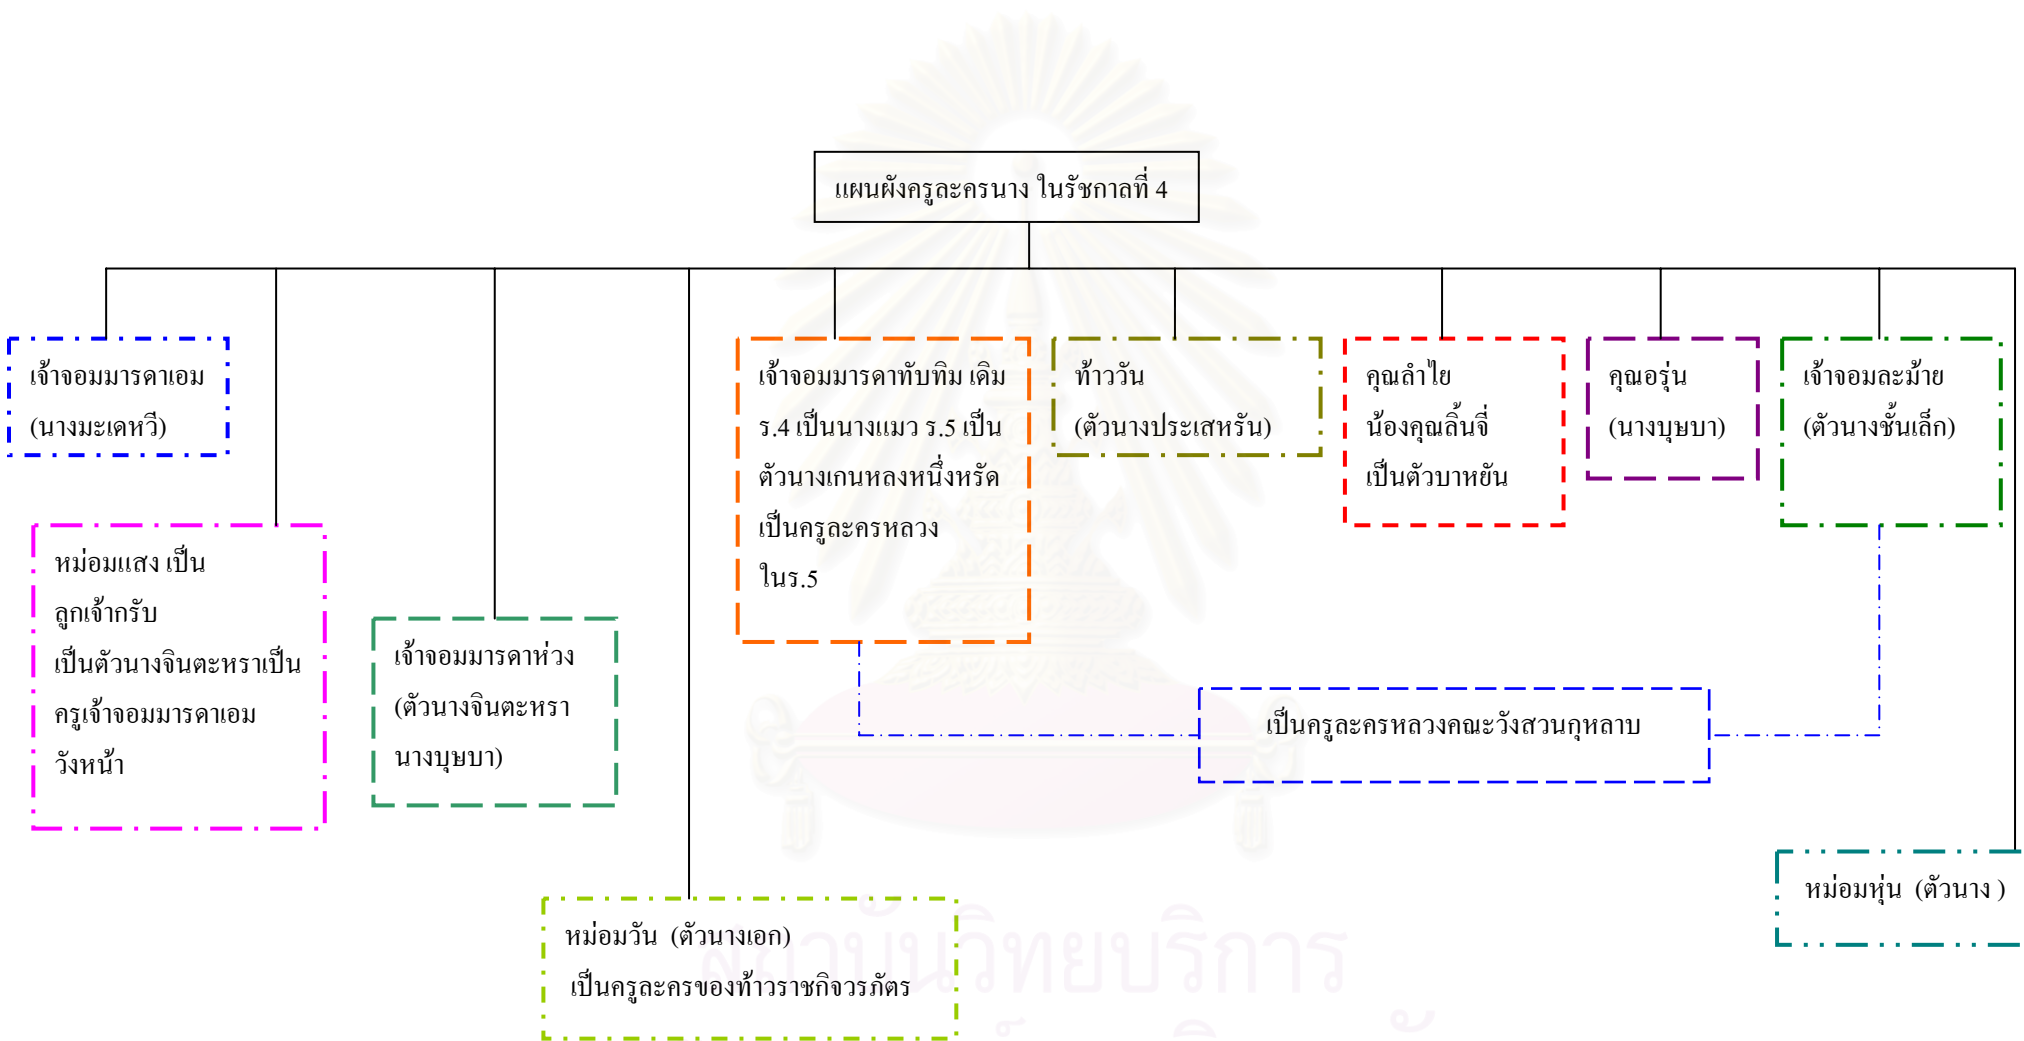 แผนผังครูละครนาง ในรัชกาลที่ 4
เจ้าจอมมารดาเอม
(นางมะเดหวี)
หม่อมแสง เป็น
ลูกเจ้ากรับ
เป็นตัวนางจินตะหราเป็น
ครูเจ้าจอมมารดาเอม
วังหน้า
เจ้าจอมมารดาห่วง
(ตัวนางจินตะหรา
นางบุษบา)
หม่อมวัน (ตัวนางเอก)
เป็นครูละครของท้าวราชกิจวรภัตร
เจ้าจอมมารดาทับทิม เดิม
ร.4 เป็นนางแมว ร.5 เป็น
ตัวนางเกนหลงหนึ่งหรัด
เป็นครูละครหลวง
ในร.5
ท้าววัน
(ตัวนางประเสหรัน)
คุณลำไย
น้องคุณลิ้นจี่
เป็นตัวบาหยัน
คุณอรุ่น
(นางบุษบา)
เจ้าจอมละม้าย
(ตัวนางชั้นเล็ก)
เป็นครูละครหลวงคณะวังสวนกุหลาบ
หม่อมหุ่น (ตัวนาง )
สถาบันวิทยบริการ